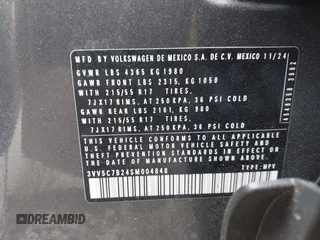 MFD BY VOLKSWAGEN DE MEXICO S.A. DE C.V. MEXICO 11/24
GVWR LBS 4365 KG 1980
GAWR FRONT LBS 2315, KG 1050
WITH 215/55 R17 TIRES,
7JX17 RIMS, AT 250 KPA, 36 PSI COLD
GAWR REAR LBS 2161, KG 980
WITH 215/55 R17 TIRES,
7JX17 RIMS, AT 250 KPA, 36 PSI COLD
THIS VEHICLE CONFORMS TO ALL APPLICABLE
U.S. FEDERAL MOTOR VEHICLE SAFETY
STANDARDS IN EFFECT ON THE DATE OF
MANUFACTURE SHOWN ABOVE.
3VV5C7B24SM004848
TYPE: MPV
DREAMBID